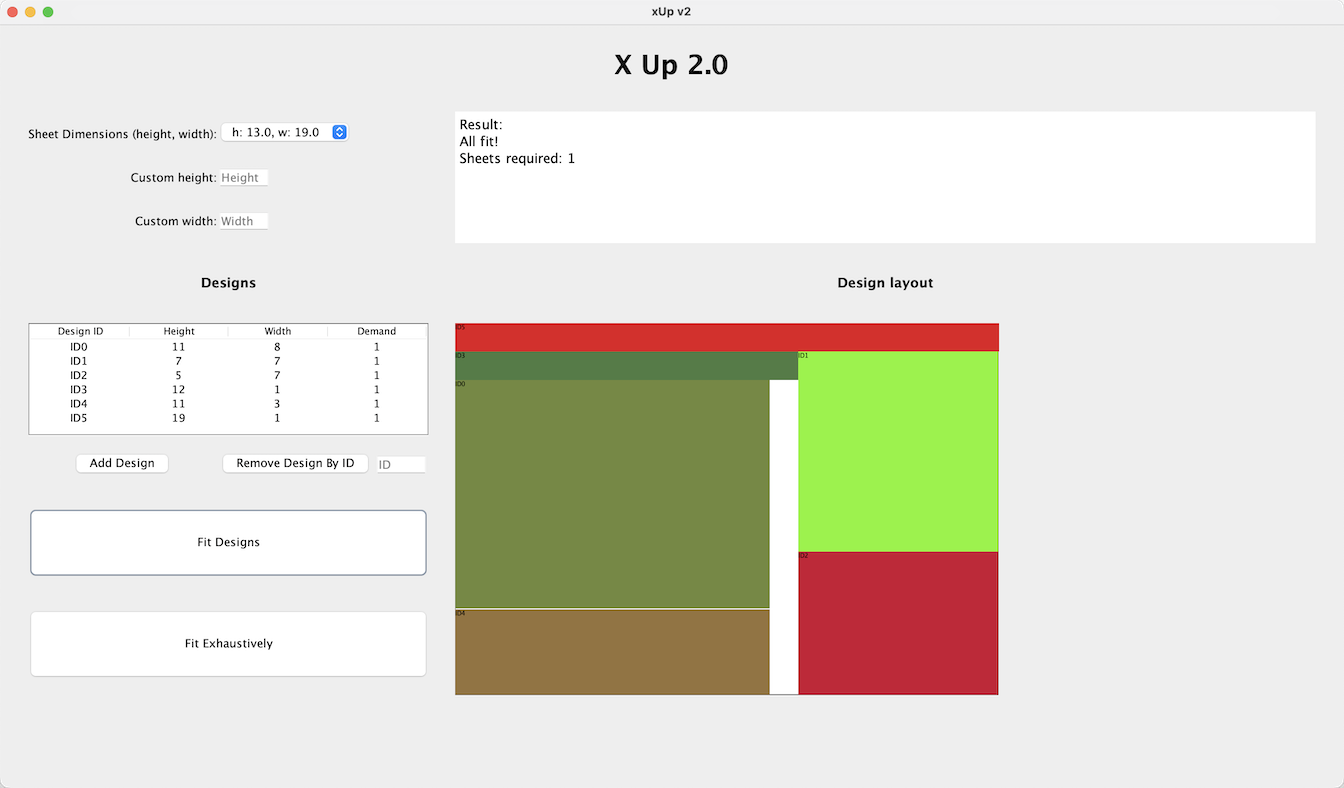 xUp v2
X Up 2.0
Sheet Dimensions (height, width): h: 13.0, w: 19.0
Custom height: Height
Custom width: Width
Result:
All fit!
Sheets required: 1
Designs
Design ID Height Width Demand
ID0 11 8 1
ID1 7 7 1
ID2 5 7 1
ID3 12 1 1
ID4 11 3 1
ID5 19 1 1
Add Design Remove Design By ID ID
Fit Designs
Fit Exhaustively
Design layout
ID5
ID3 ID1
ID0
ID2
ID4